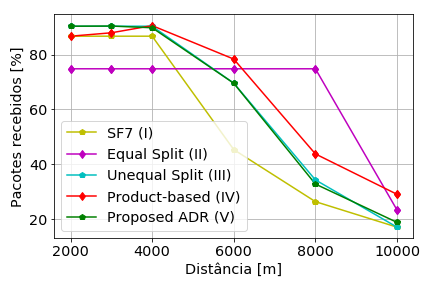 Pacotes recebidos [%]
80
60
40
20
SF7 (I)
Equal Split (II)
Unequal Split (III)
Product-based (IV)
Proposed ADR (V)
2000 4000 6000 8000 10000
Distância [m]